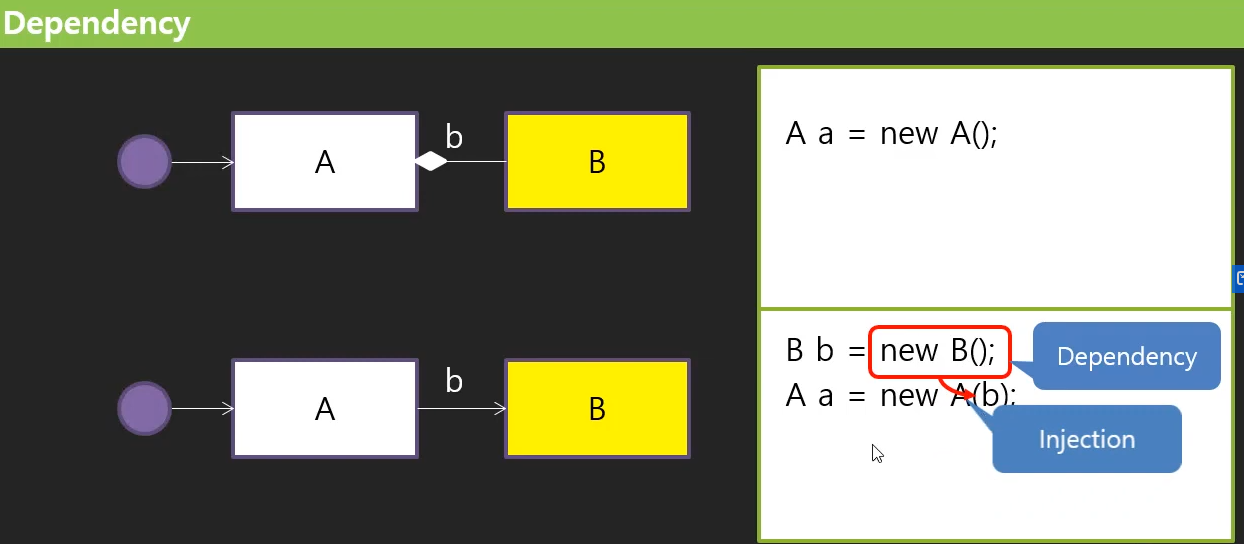 Dependency
A
b
B
A a = new A();
A
b
B
B b = new B();
Dependency
A a = new A(b);
Injection